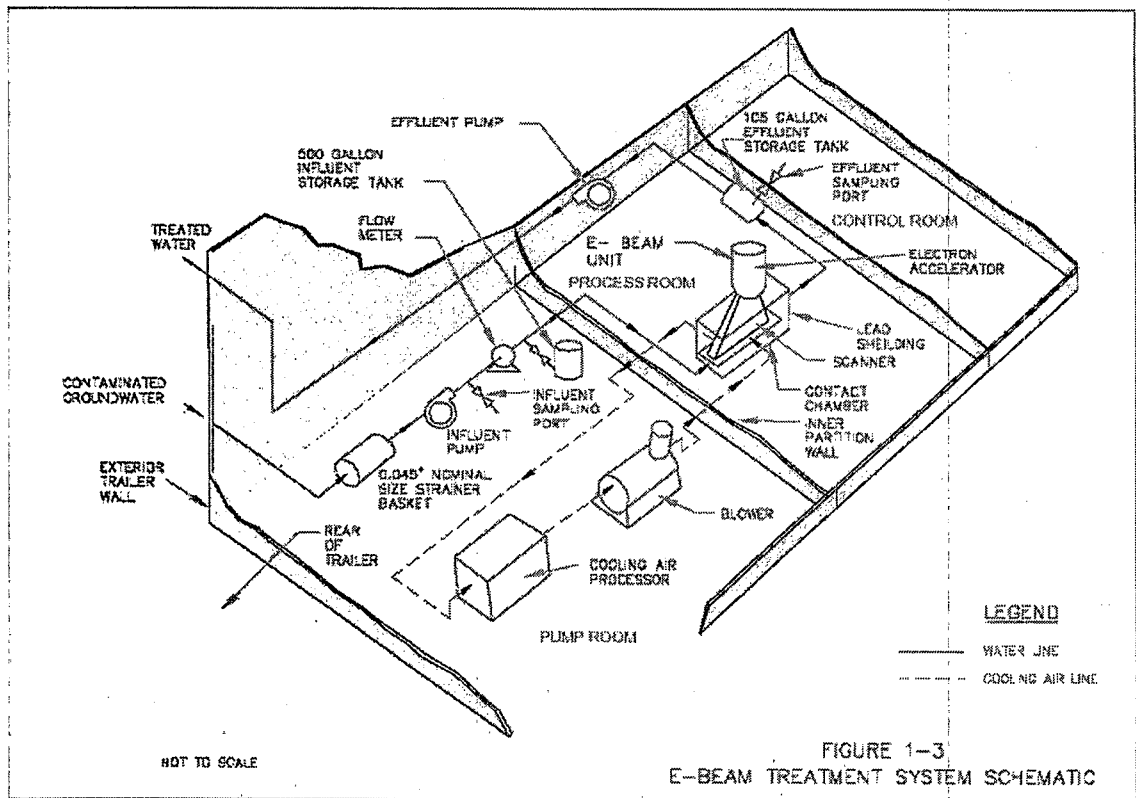 EFFLUENT PUMP
500 GALLON
INFLUENT
STORAGE TANK
105 GALLON
EFFLUENT
STORAGE TANK
EFFLUENT
SAMPLING
PORT
FLOW
METER
TREATED
WATER
CONTROL ROOM
E- BEAM
UNIT
ELECTRON
ACCELERATOR
PROCESS ROOM
LEAD
SHEILDING
SCANNER
CONTAMINATED
GROUNDWATER
CONTACT
CHAMBER
INFLUENT
SAMPLING
PORT
INFLUENT
PUMP
INNER
PARTITION
WALL
EXTERIOR
TRAILER
WALL
0.045" NOMINAL
SIZE STRAINER
BASKET
BLOWER
REAR
OF
TRAILER
COOLING AIR
PROCESSOR
PUMP ROOM
LEGEND
WATER LINE
COOLING AIR LINE
NOT TO SCALE
FIGURE 1-3
E-BEAM TREATMENT SYSTEM SCHEMATIC